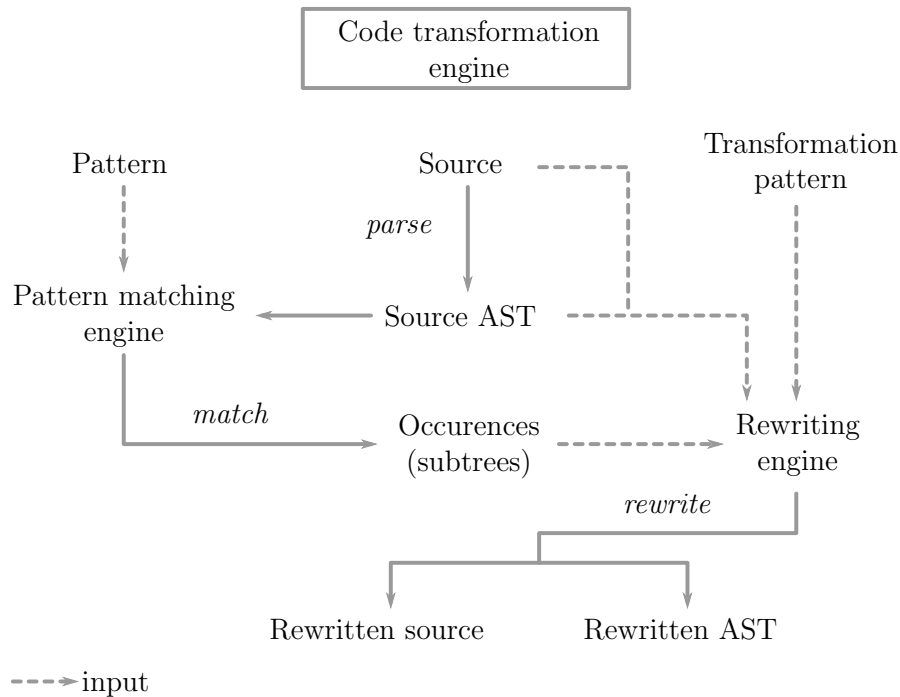 Code transformation
engine
Pattern
Source
Transformation
pattern
parse
Pattern matching
engine
Source AST
match
Occurences
(subtrees)
Rewriting
engine
rewrite
Rewritten source
Rewritten AST
input